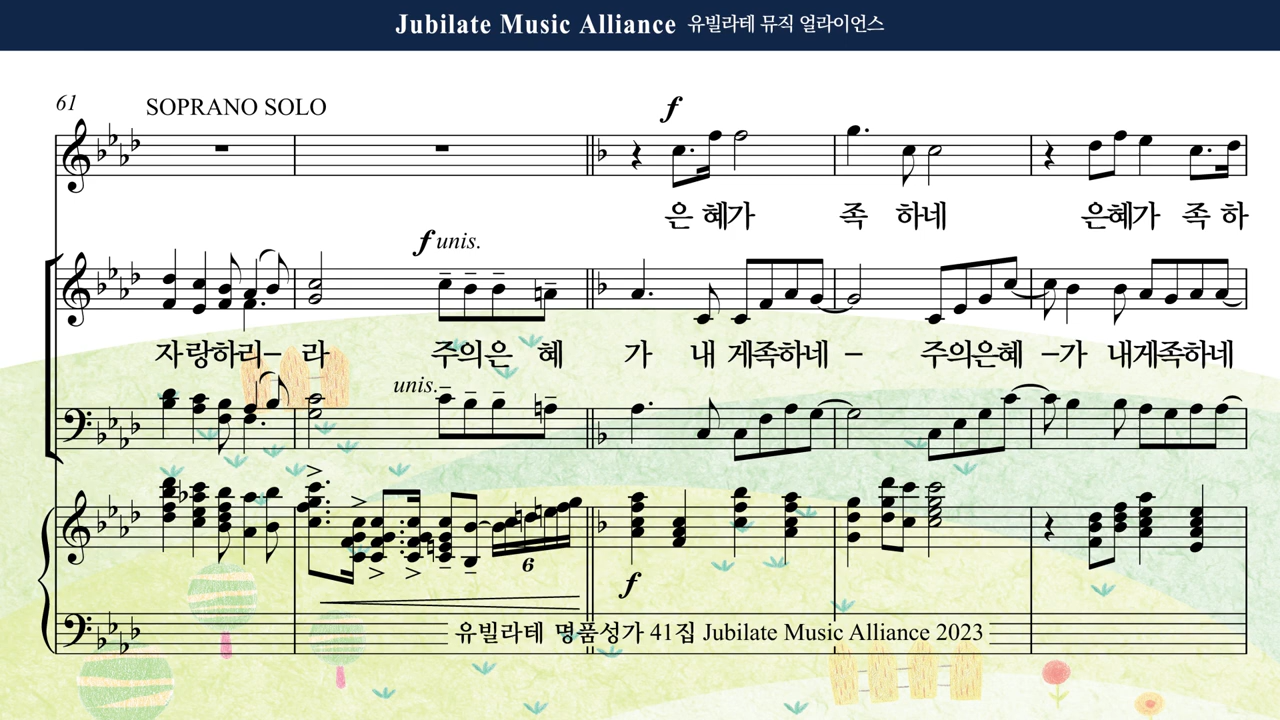 Jubilate Music Alliance 유빌라테 뮤직 얼라이언스
61 SOPRANO SOLO
f
은 혜가 족 하네 은혜가 족 하
f unis.
자랑하리– 라 주의은 혜 가 내 게족하네 – 주의은혜 –가 내게족하네
unis.
6
f
유빌라테 명품성가 41집 Jubilate Music Alliance 2023